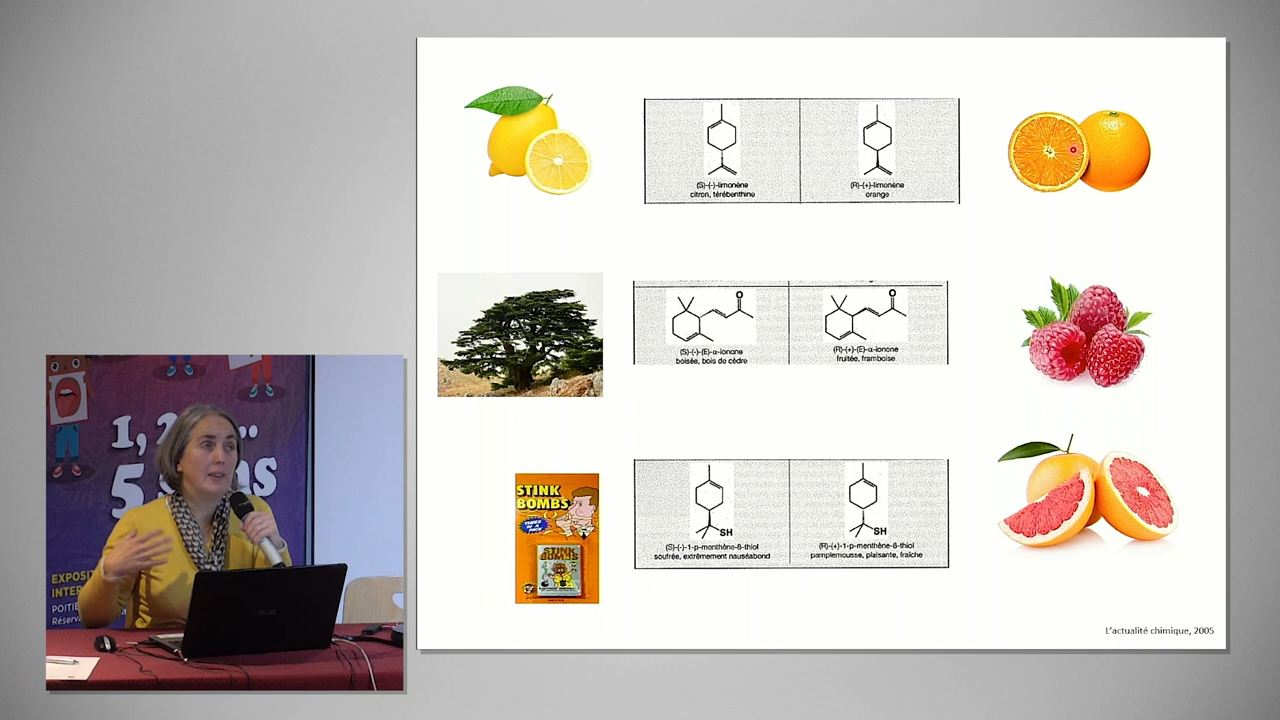 (S)-(-)-limonène
citron, térébenthine
(R)-(+)-limonène
orange
O
(S)-(-)-(E)-α-ionone
boisée, bois de cèdre
O
(R)-(+)-(E)-α-ionone
fruitée, framboise
STINK
BOMBS
STINK
BOMBS
SH
(S)-(-)-1-p-menthène-8-thiol
soufrée, extrêmement nauséabond
SH
(R)-(+)-1-p-menthène-8-thiol
pamplemousse, plaisante, fraîche
L'actualité chimique, 2005
1, 2
5
EXPOSI
INTER
POITIE
Réserva